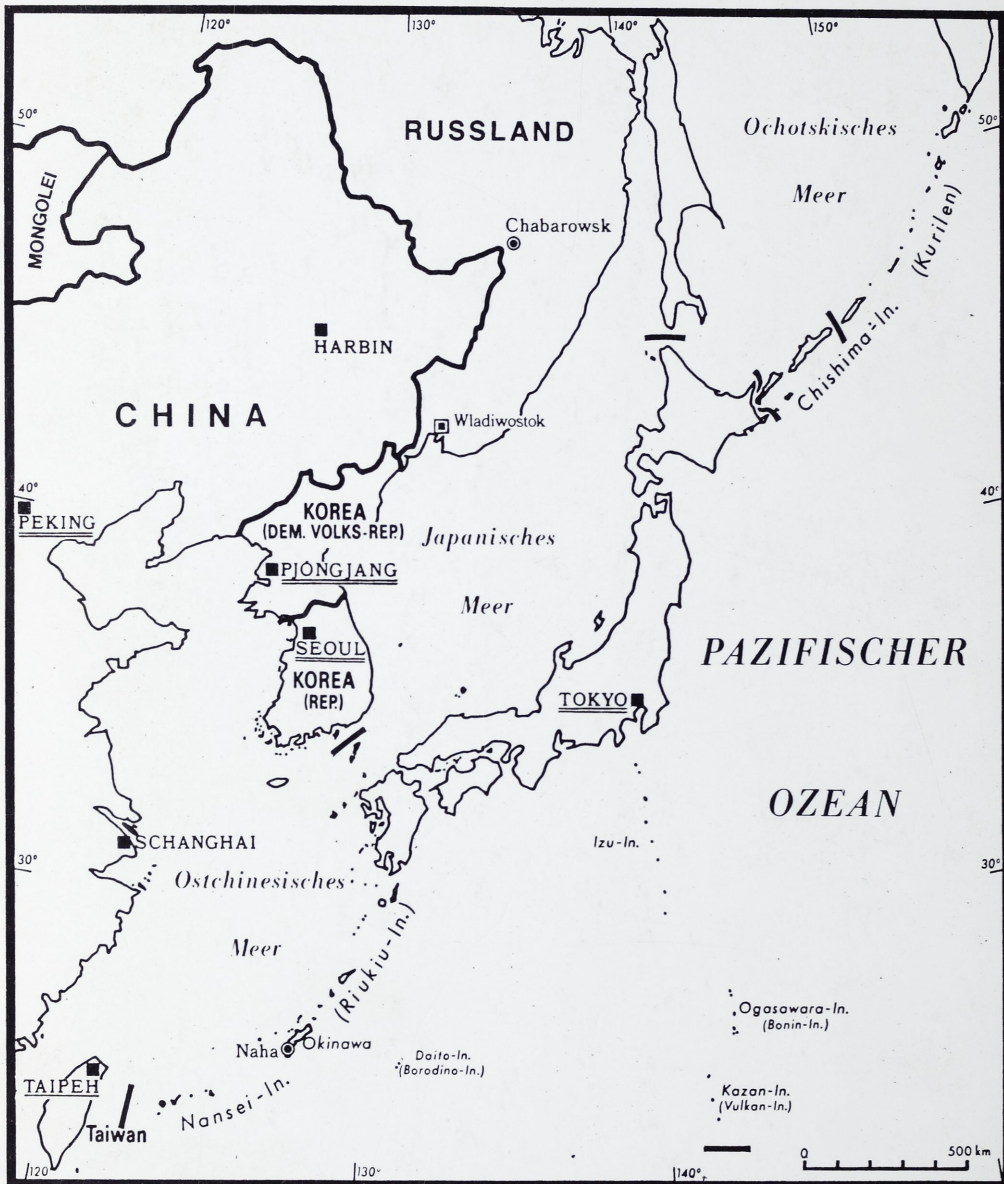 120°
130°
140°
150°
50°
50°
RUSSLAND
Ochotskisches
Meer
MONGOLEI
(Kurilen)
Chabarowsk
HARBIN
Chishima-In.
CHINA
Wladiwostok
40°
40°
PEKING
KOREA
(DEM. VOLKS-REP.)
Japanisches
Meer
PJÖNGJANG
SEOUL
KOREA
(REP.)
PAZIFISCHER
TOKYO
OZEAN
SCHANGHAI
Izu-In.
30°
30°
Ostchinesisches
Meer
(Riukiu-In.)
Ogasawara-In.
(Bonin-In.)
Naha
Okinawa
Daito-In.
(Borodino-In.)
TAIPEH
Nansei-In.
Kazan-In.
(Vulkan-In.)
Taiwan
0
500 km
120°
130°
140°